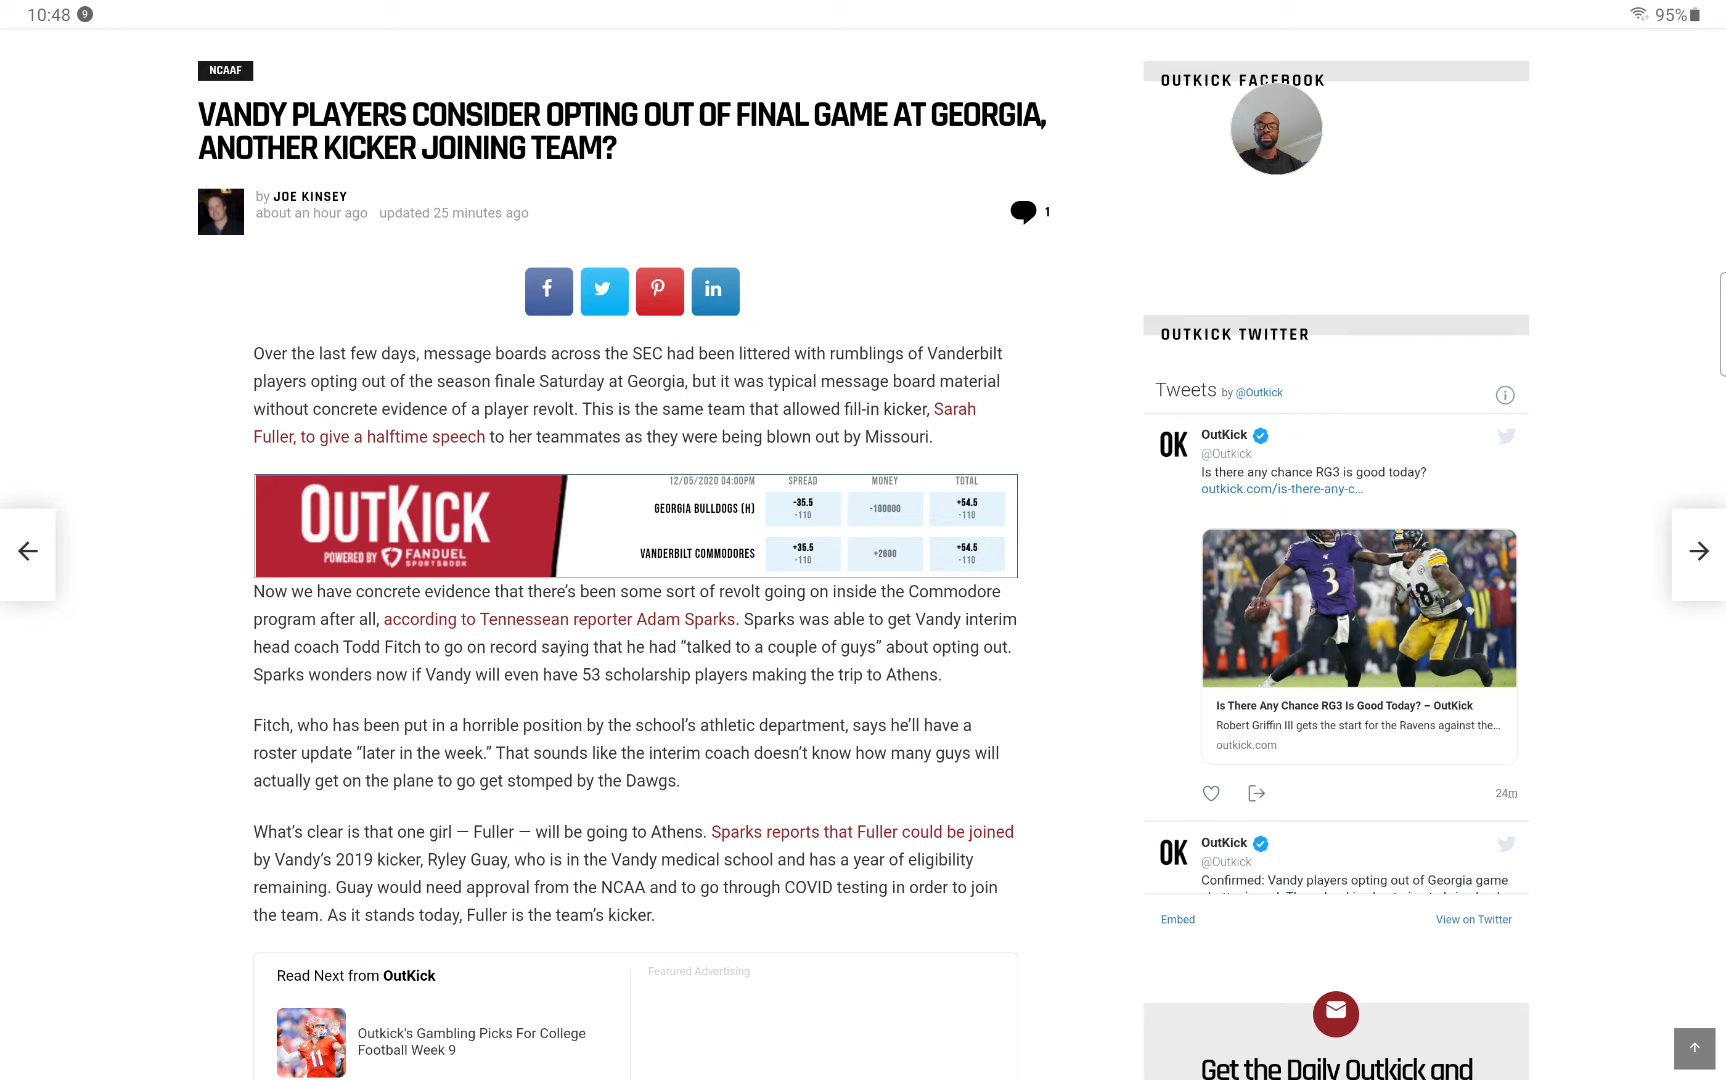 10:48 9
95%
NCAAF
VANDY PLAYERS CONSIDER OPTING OUT OF FINAL GAME AT GEORGIA,
ANOTHER KICKER JOINING TEAM?
by JOE KINSEY
about an hour ago updated 25 minutes ago
1
f
in
Over the last few days, message boards across the SEC had been littered with rumblings of Vanderbilt
players opting out of the season finale Saturday at Georgia, but it was typical message board material
without concrete evidence of a player revolt. This is the same team that allowed fill-in kicker, Sarah
Fuller, to give a halftime speech to her teammates as they were being blown out by Missouri.
OUTKICK
POWERED BY FANDUEL
SPORTSBOOK
12/05/2020 04:00PM SPREAD MONEY TOTAL
GEORGIA BULLDOGS (H) -35.5 -100000 +54.5
-110 -110
VANDERBILT COMMODORES +35.5 +2800 +54.5
-110 -110
Now we have concrete evidence that there's been some sort of revolt going on inside the Commodore
program after all, according to Tennessean reporter Adam Sparks. Sparks was able to get Vandy interim
head coach Todd Fitch to go on record saying that he had “talked to a couple of guys” about opting out.
Sparks wonders now if Vandy will even have 53 scholarship players making the trip to Athens.
Fitch, who has been put in a horrible position by the school's athletic department, says he'll have a
roster update “later in the week.” That sounds like the interim coach doesn't know how many guys will
actually get on the plane to go get stomped by the Dawgs.
What's clear is that one girl — Fuller — will be going to Athens. Sparks reports that Fuller could be joined
by Vandy's 2019 kicker, Ryley Guay, who is in the Vandy medical school and has a year of eligibility
remaining. Guay would need approval from the NCAA and to go through COVID testing in order to join
the team. As it stands today, Fuller is the team's kicker.
Read Next from OutKick
Featured Advertising
11
Outkick's Gambling Picks For College
Football Week 9
OUTKICK FACEBOOK
OUTKICK TWITTER
Tweets by @Outkick
OK
OutKick
@Outkick
Is there any chance RG3 is good today?
outkick.com/is-there-any-c...
3
18
Is There Any Chance RG3 Is Good Today? – OutKick
Robert Griffin III gets the start for the Ravens against the...
outkick.com
24m
OK
OutKick
@Outkick
Confirmed: Vandy players opting out of Georgia game
Embed
View on Twitter
Get the Daily Outkick and